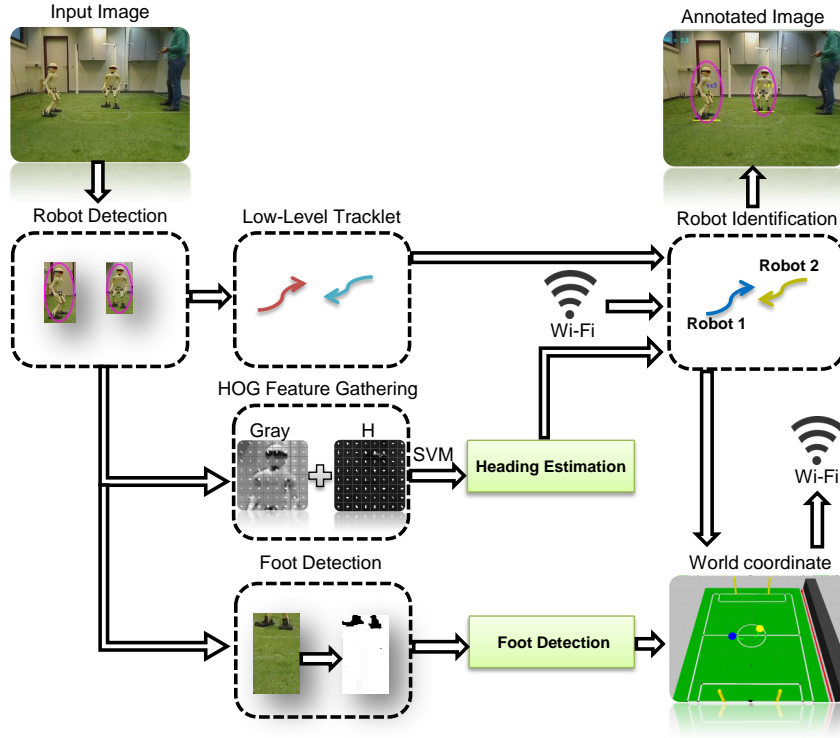 Input Image
Annotated Image
Robot Detection
Low-Level Tracklet
Robot Identification
Robot 2
Robot 1
Wi-Fi
HOG Feature Gathering
Gray
H
SVM
Heading Estimation
Wi-Fi
Foot Detection
Foot Detection
World coordinate